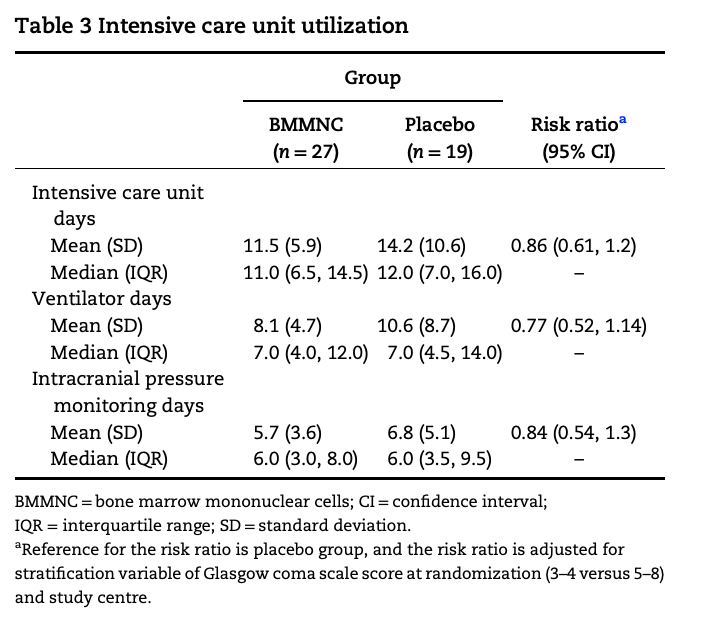 Table 3 Intensive care unit utilization
Group
BMMNC Placebo Risk ratioa
(n = 27) (n = 19) (95% CI)
Intensive care unit
days
Mean (SD) 11.5 (5.9) 14.2 (10.6) 0.86 (0.61, 1.2)
Median (IQR) 11.0 (6.5, 14.5) 12.0 (7.0, 16.0) –
Ventilator days
Mean (SD) 8.1 (4.7) 10.6 (8.7) 0.77 (0.52, 1.14)
Median (IQR) 7.0 (4.0, 12.0) 7.0 (4.5, 14.0) –
Intracranial pressure
monitoring days
Mean (SD) 5.7 (3.6) 6.8 (5.1) 0.84 (0.54, 1.3)
Median (IQR) 6.0 (3.0, 8.0) 6.0 (3.5, 9.5) –
BMMNC = bone marrow mononuclear cells; CI = confidence interval;
IQR = interquartile range; SD = standard deviation.
aReference for the risk ratio is placebo group, and the risk ratio is adjusted for
stratification variable of Glasgow coma scale score at randomization (3–4 versus 5–8)
and study centre.